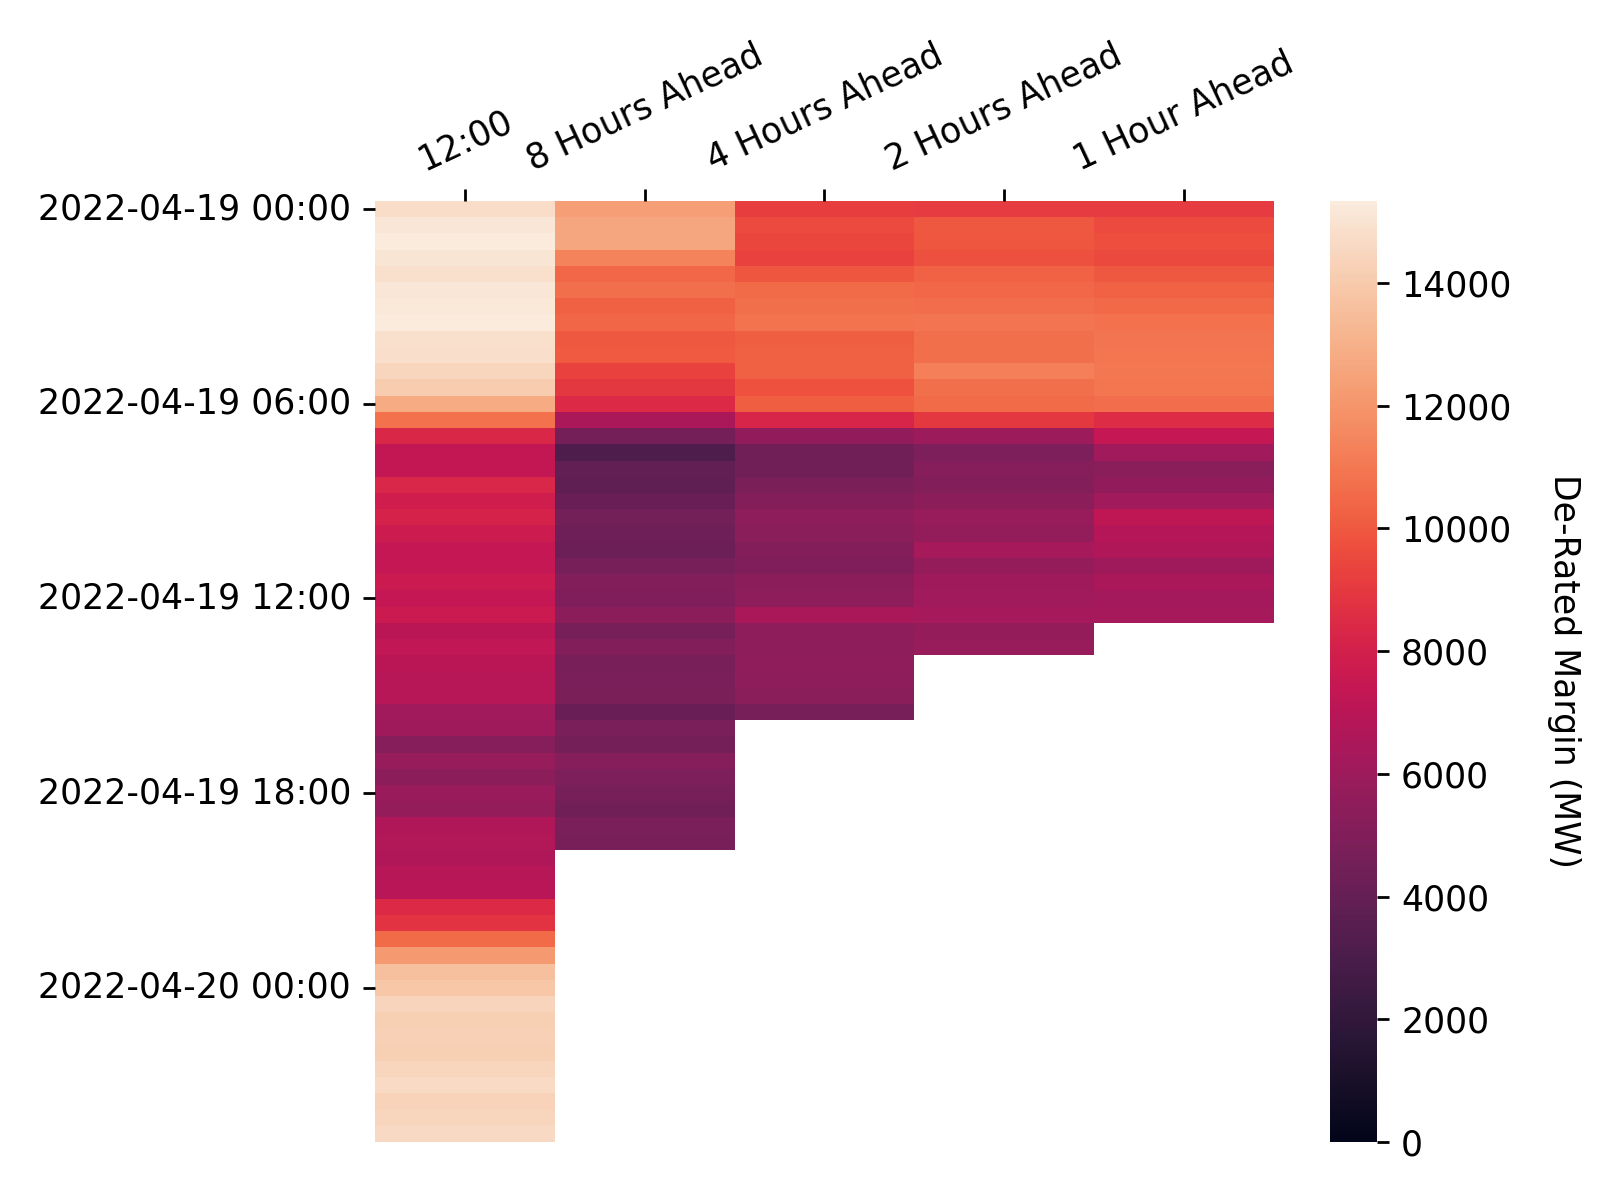 12:00
8 Hours Ahead
4 Hours Ahead
2 Hours Ahead
1 Hour Ahead
2022-04-19 00:00
2022-04-19 06:00
2022-04-19 12:00
2022-04-19 18:00
2022-04-20 00:00
14000
12000
10000
8000
6000
4000
2000
0
De-Rated Margin (MW)